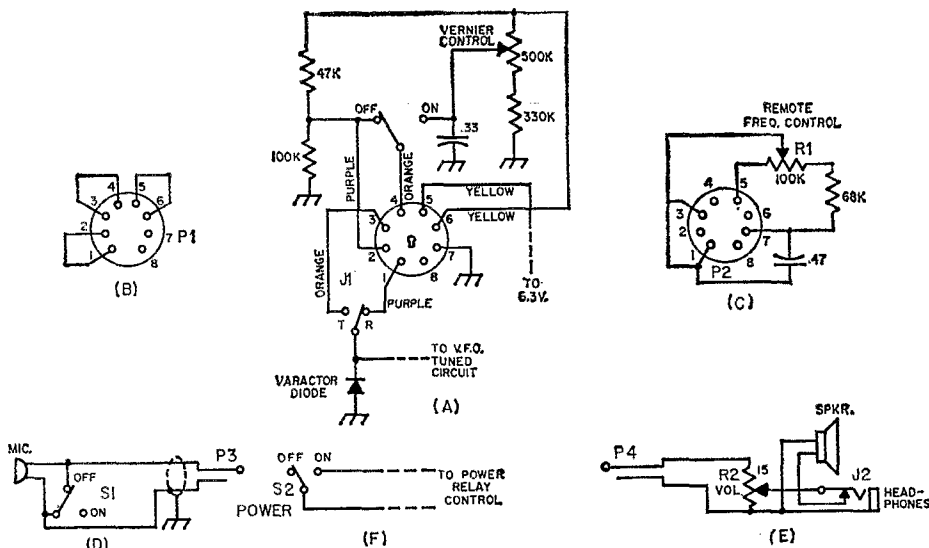 VERNIER
CONTROL
500K
47K
330K
OFF
ON
.33
100K
PURPLE
ORANGE
YELLOW
YELLOW
4
5
3
6
2
7
1
8
J1
ORANGE
PURPLE
TO
6.3V.
T
R
TO V.F.O.
TUNED
CIRCUIT
VARACTOR
DIODE
(A)
4
5
3
6
2
7
1
8
P1
(B)
REMOTE
FREQ. CONTROL
R1
100K
68K
4
5
3
6
2
7
1
8
P2
.47
(C)
MIC.
OFF
S1
ON
P3
(D)
OFF
ON
S2
POWER
TO POWER
RELAY
CONTROL
(F)
P4
SPKR.
R2
15
VOL.
J2
HEAD-
PHONES
(E)